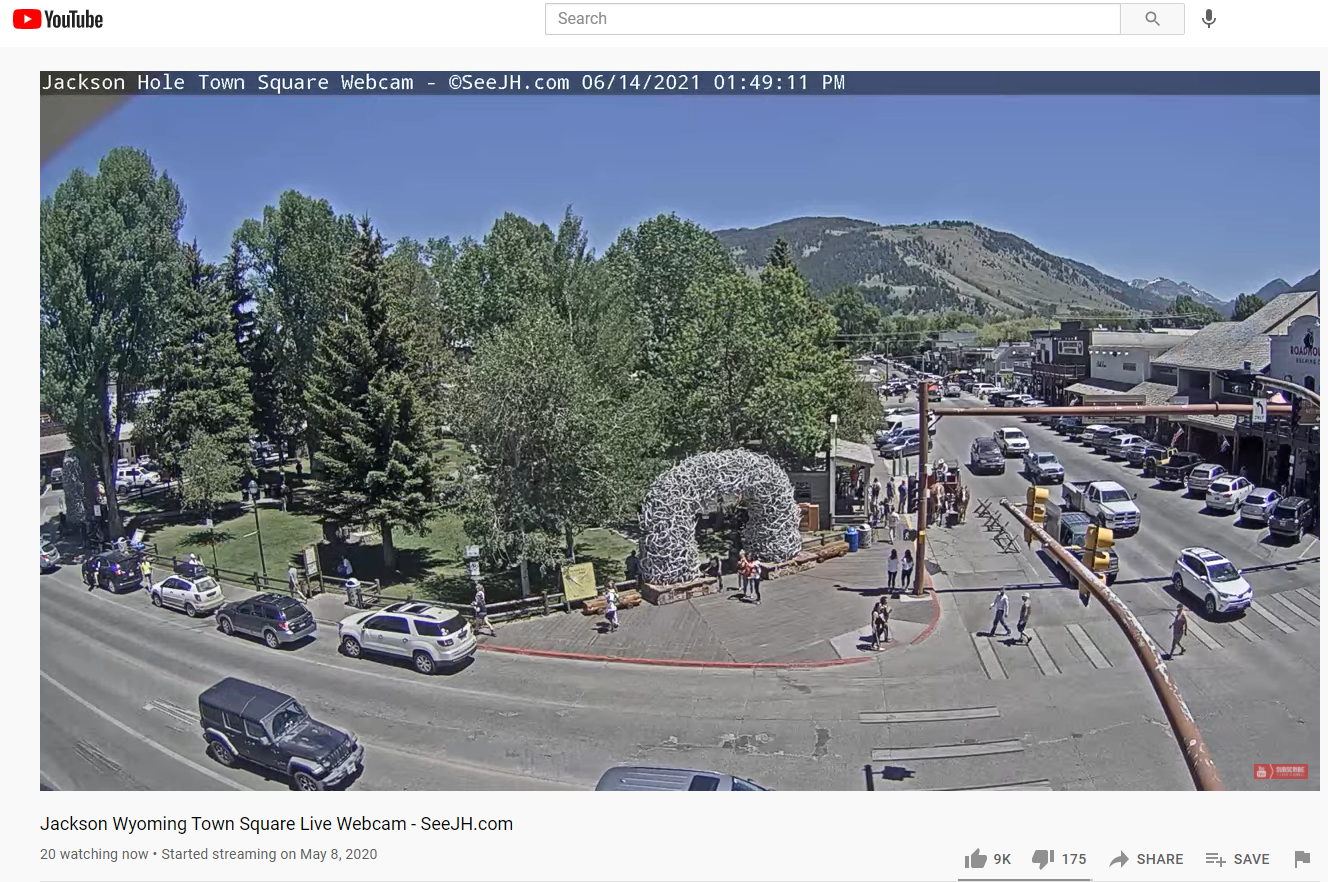 YouTube
Search
Jackson Hole Town Square Webcam - ©SeeJH.com 06/14/2021 01:49:11 PM
SUBSCRIBE
Jackson Wyoming Town Square Live Webcam - SeeJH.com
20 watching now • Started streaming on May 8, 2020
9K
175
SHARE
SAVE